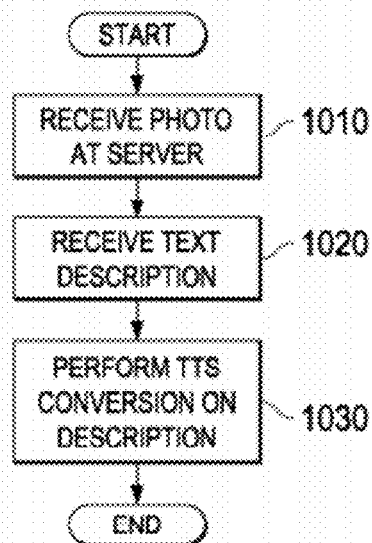 START
RECEIVE PHOTO
AT SERVER
1010
RECEIVE TEXT
DESCRIPTION
1020
PERFORM TTS
CONVERSION ON
DESCRIPTION
1030
END